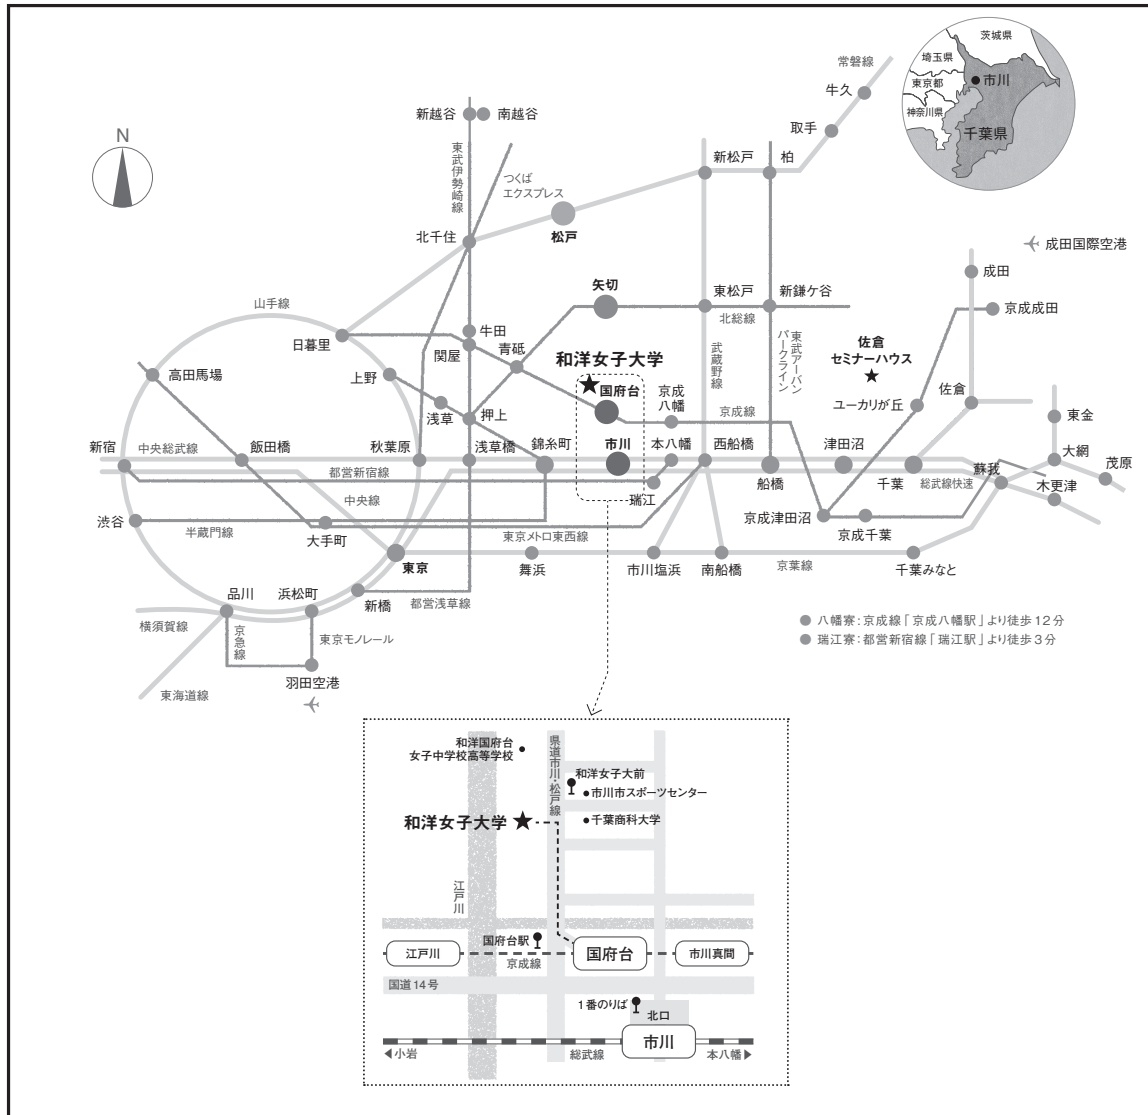 茨城県
埼玉県
東京都
市川
神奈川県
千葉県
常磐線
牛久
取手
N
新越谷
南越谷
東武伊勢崎線
つくば
エクスプレス
新松戸
柏
松戸
北千住
成田国際空港
成田
矢切
東松戸
新鎌ケ谷
北総線
京成成田
山手線
日暮里
牛田
関屋
青砥
武蔵野線
東武アーバン
パークライン
佐倉
セミナーハウス
和洋女子大学
高田馬場
上野
国府台
京成
八幡
京成線
ユーカリが丘
佐倉
浅草
押上
東金
新宿
中央総武線
飯田橋
秋葉原
浅草橋
錦糸町
市川
本八幡
西船橋
船橋
津田沼
千葉
総武線快速
蘇我
大網
茂原
木更津
都営新宿線
中央線
瑞江
渋谷
半蔵門線
大手町
東京メトロ東西線
京成津田沼
京成千葉
東京
舞浜
市川塩浜
南船橋
京葉線
千葉みなと
品川
浜松町
新橋
都営浅草線
横須賀線
京急線
東京モノレール
東海道線
羽田空港
八幡寮：京成線「京成八幡駅」より徒歩12分
瑞江寮：都営新宿線「瑞江駅」より徒歩3分
和洋国府台
女子中学校高等学校
県道市川・松戸線
和洋女子大前
市川市スポーツセンター
和洋女子大学
千葉商科大学
江戸川
国府台駅
江戸川
京成線
国府台
市川真間
国道14号
1番のりば
北口
市川
◀小岩
総武線
本八幡▶